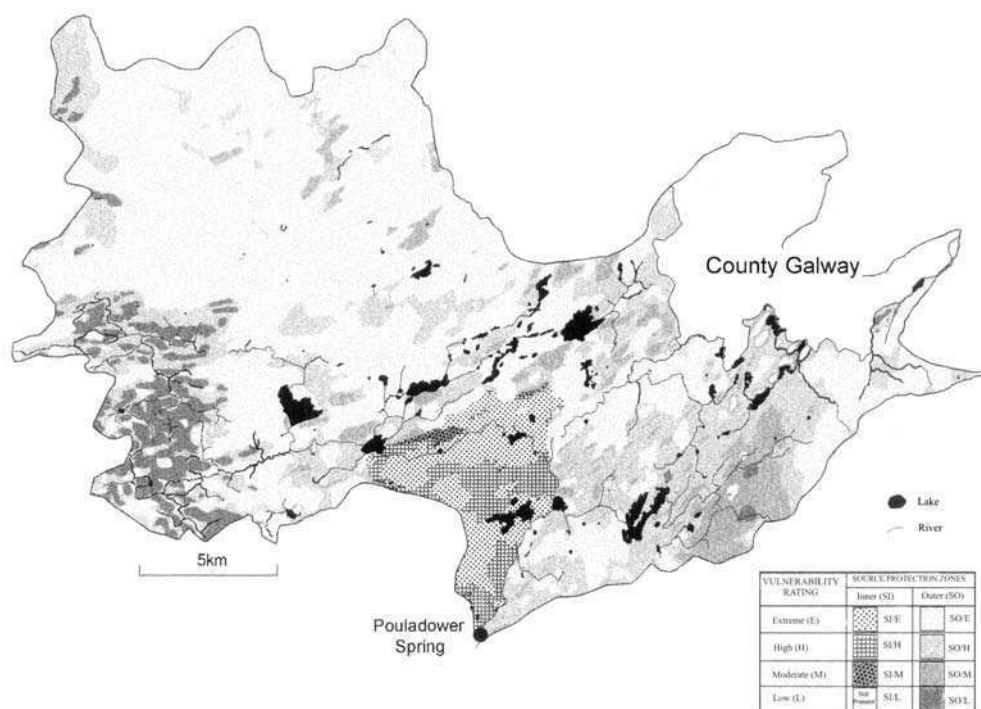 County Galway
Lake
River
5km
Pouladower
Spring
VULNERABILITY
RATING
SOURCE PROTECTION ZONES
Inner (SI)
Outer (SO)
Extreme (E)
SI/E
SO/E
High (H)
SI/H
SO/H
Moderate (M)
SI/M
SO/M
Low (L)
Not
Present
SI/L
SO/L